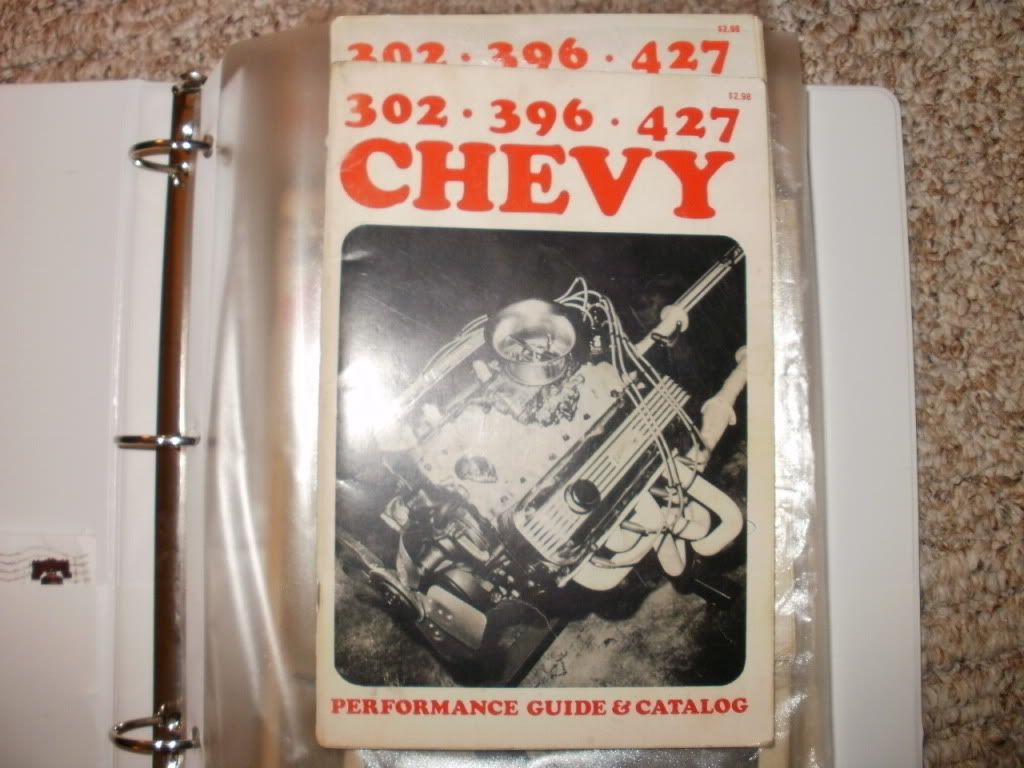 $2.98
302 · 396 · 427
$2.98
302 · 396 · 427
CHEVY
PERFORMANCE GUIDE & CATALOG